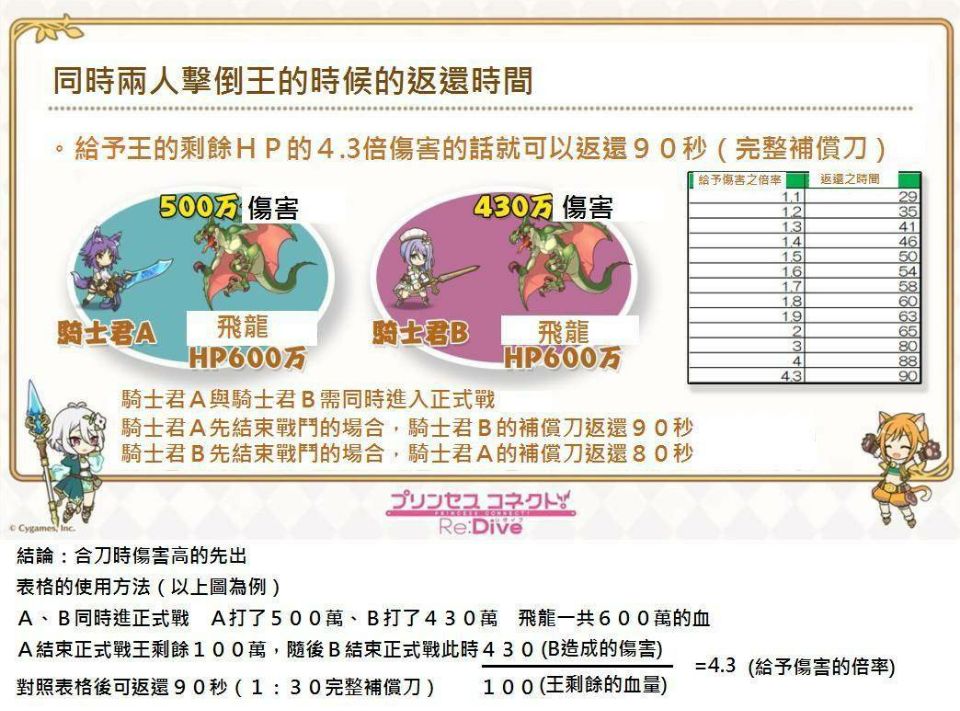 同時兩人擊倒王的時候的返還時間
。給予王的剩餘ＨＰ的４.3倍傷害的話就可以返還９０秒（完整補償刀）
給予傷害之倍率 返還之時間
1.1 29
1.2 35
1.3 41
1.4 46
1.5 50
1.6 54
1.7 58
1.8 60
1.9 63
2 65
3 80
4 88
4.3 90
500万 傷害
騎士君A
飛龍
HP600万
430万 傷害
騎士君B
飛龍
HP600万
騎士君Ａ與騎士君Ｂ需同時進入正式戰
騎士君Ａ先結束戰鬥的場合，騎士君Ｂ的補償刀返還９０秒
騎士君Ｂ先結束戰鬥的場合，騎士君Ａ的補償刀返還８０秒
© Cygames, Inc.
プリンセスコネクト！
PRINCESS CONNECT!
Re:Dive
結論：合刀時傷害高的先出
表格的使用方法（以上圖為例）
Ａ、Ｂ同時進正式戰　Ａ打了５００萬、Ｂ打了４３０萬　飛龍一共６００萬的血
Ａ結束正式戰王剩餘１００萬，隨後Ｂ結束正式戰此時４３０(B造成的傷害)
=4.3 (給予傷害的倍率)
對照表格後可返還９０秒（１：３０完整補償刀）　１００(王剩餘的血量)